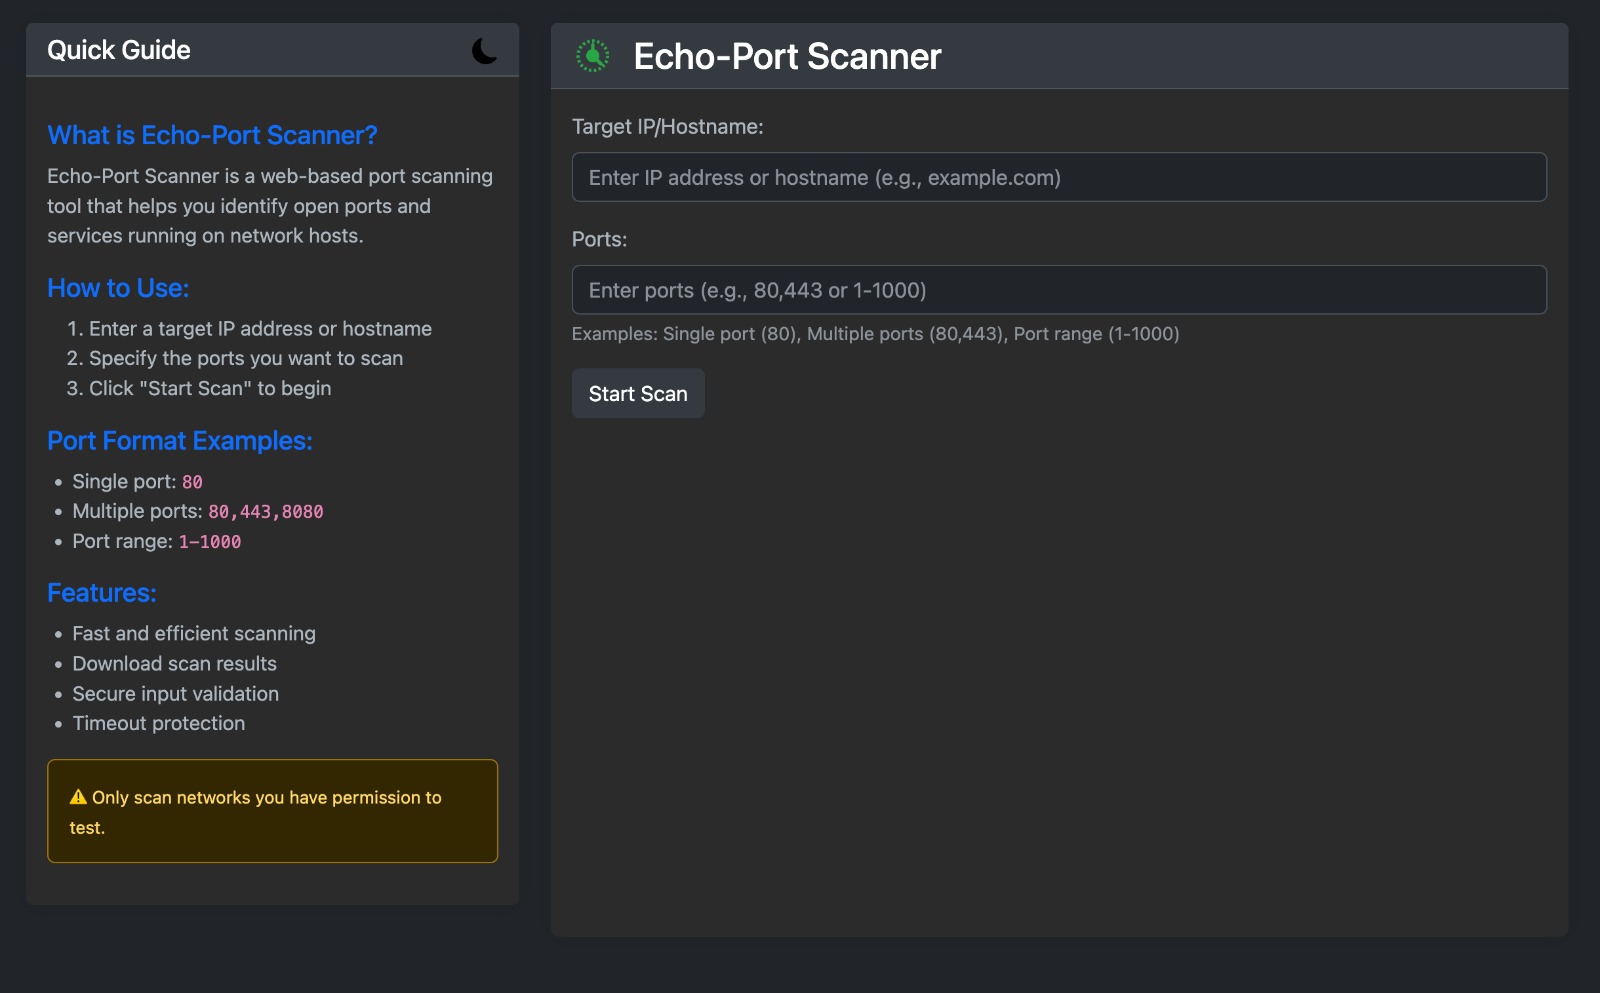 Quick Guide
What is Echo-Port Scanner?
Echo-Port Scanner is a web-based port scanning
tool that helps you identify open ports and
services running on network hosts.
How to Use:
1. Enter a target IP address or hostname
2. Specify the ports you want to scan
3. Click "Start Scan" to begin
Port Format Examples:
• Single port: 80
• Multiple ports: 80,443,8080
• Port range: 1-1000
Features:
• Fast and efficient scanning
• Download scan results
• Secure input validation
• Timeout protection
⚠ Only scan networks you have permission to
test.
Echo-Port Scanner
Target IP/Hostname:
Enter IP address or hostname (e.g., example.com)
Ports:
Enter ports (e.g., 80,443 or 1-1000)
Examples: Single port (80), Multiple ports (80,443), Port range (1-1000)
Start Scan